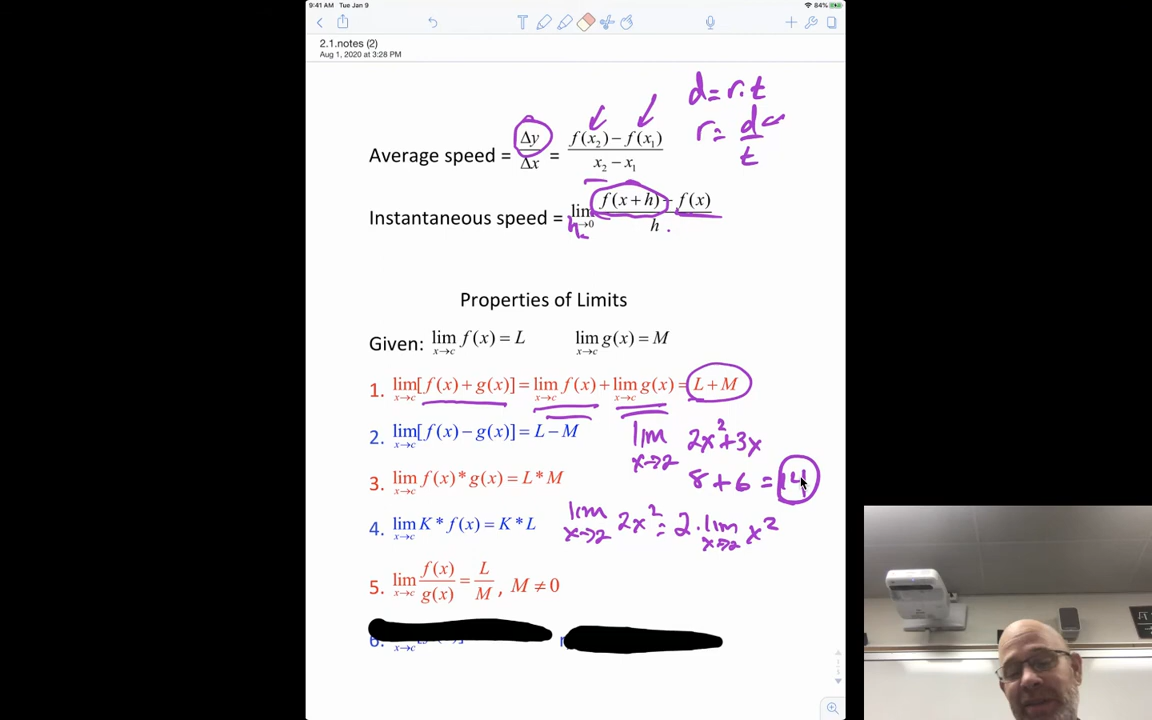 9:41 AM Tue Jan 9
84%
2.1.notes (2)
Aug 1, 2020 at 3:28 PM
d = r.t
r = d/t
Average speed = Δy/Δx = (f(x₂) − f(x₁))/(x₂ − x₁)
Instantaneous speed = lim h→0 (f(x + h) − f(x))/h
Properties of Limits
Given: lim x→c f(x) = L lim x→c g(x) = M
1. lim x→c [f(x) + g(x)] = lim x→c f(x) + lim x→c g(x) = L + M
2. lim x→c [f(x) − g(x)] = L − M
lim x→2 2x² + 3x
8 + 6 = 14
3. lim x→c f(x) * g(x) = L * M
4. lim x→c K * f(x) = K * L
lim x→2 2x² = 2 . lim x→2 x²
5. lim x→c f(x)/g(x) = L/M, M ≠ 0
6. x→c